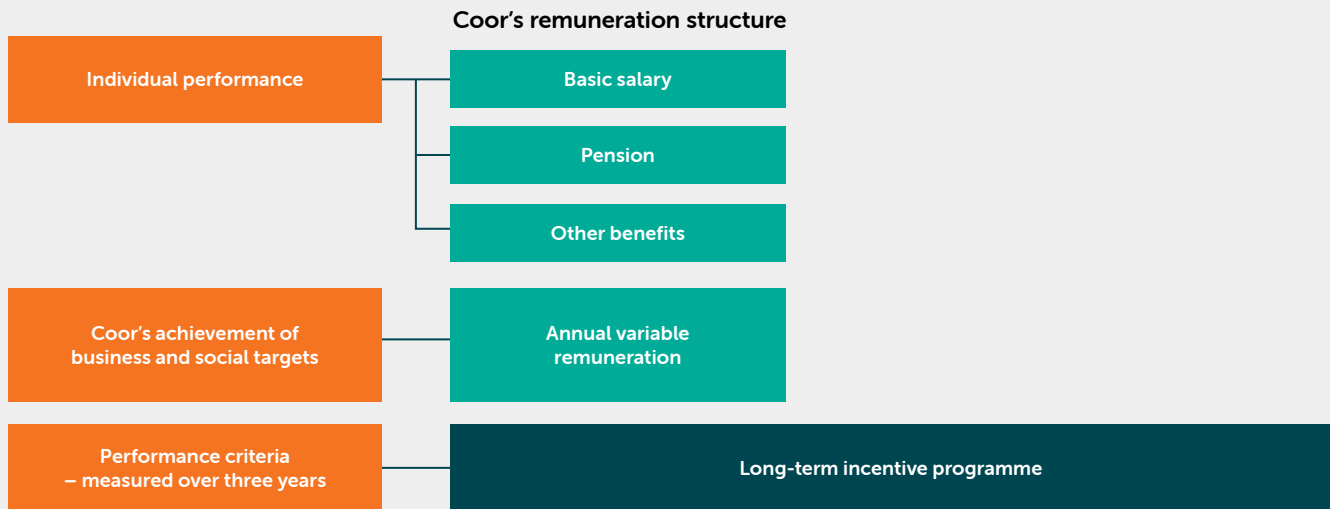 Coor's remuneration structure
Individual performance
Basic salary
Pension
Other benefits
Coor's achievement of
business and social targets
Annual variable
remuneration
Performance criteria
– measured over three years
Long-term incentive programme